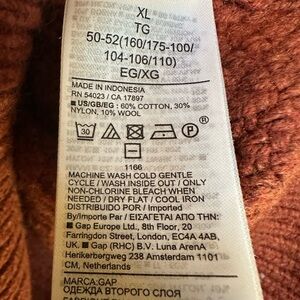 XL
TG
50-52(160/175-100/
104-106/110)
EG/XG
MADE IN INDONESIA
RN 54023 / CA 17897
■ US/GB/EG : 60% COTTON, 30%
NYLON, 10% WOOL
30
P
1166
MACHINE WASH COLD GENTLE
CYCLE / WASH INSIDE OUT / ONLY
NON-CHLORINE BLEACH WHEN
NEEDED / DRY FLAT / COOL IRON
DISTRIBUIDO POR / Imported
By/Importe Par / ΕΙΣΑΓΕΤΑΙ ΑΠΟ ΤΗΝ:
■ Gap Europe Ltd., 8th Floor, 20
Farringdon Street, London, EC4A 4AB,
UK. ■ Gap (RHC) B.V. Luna ArenA
Herikerbergweg 238 Amsterdam 1101
CM, Netherlands
МАRCA:GAP
ОДЕЖДА ВТОРОГО СЛОЯ